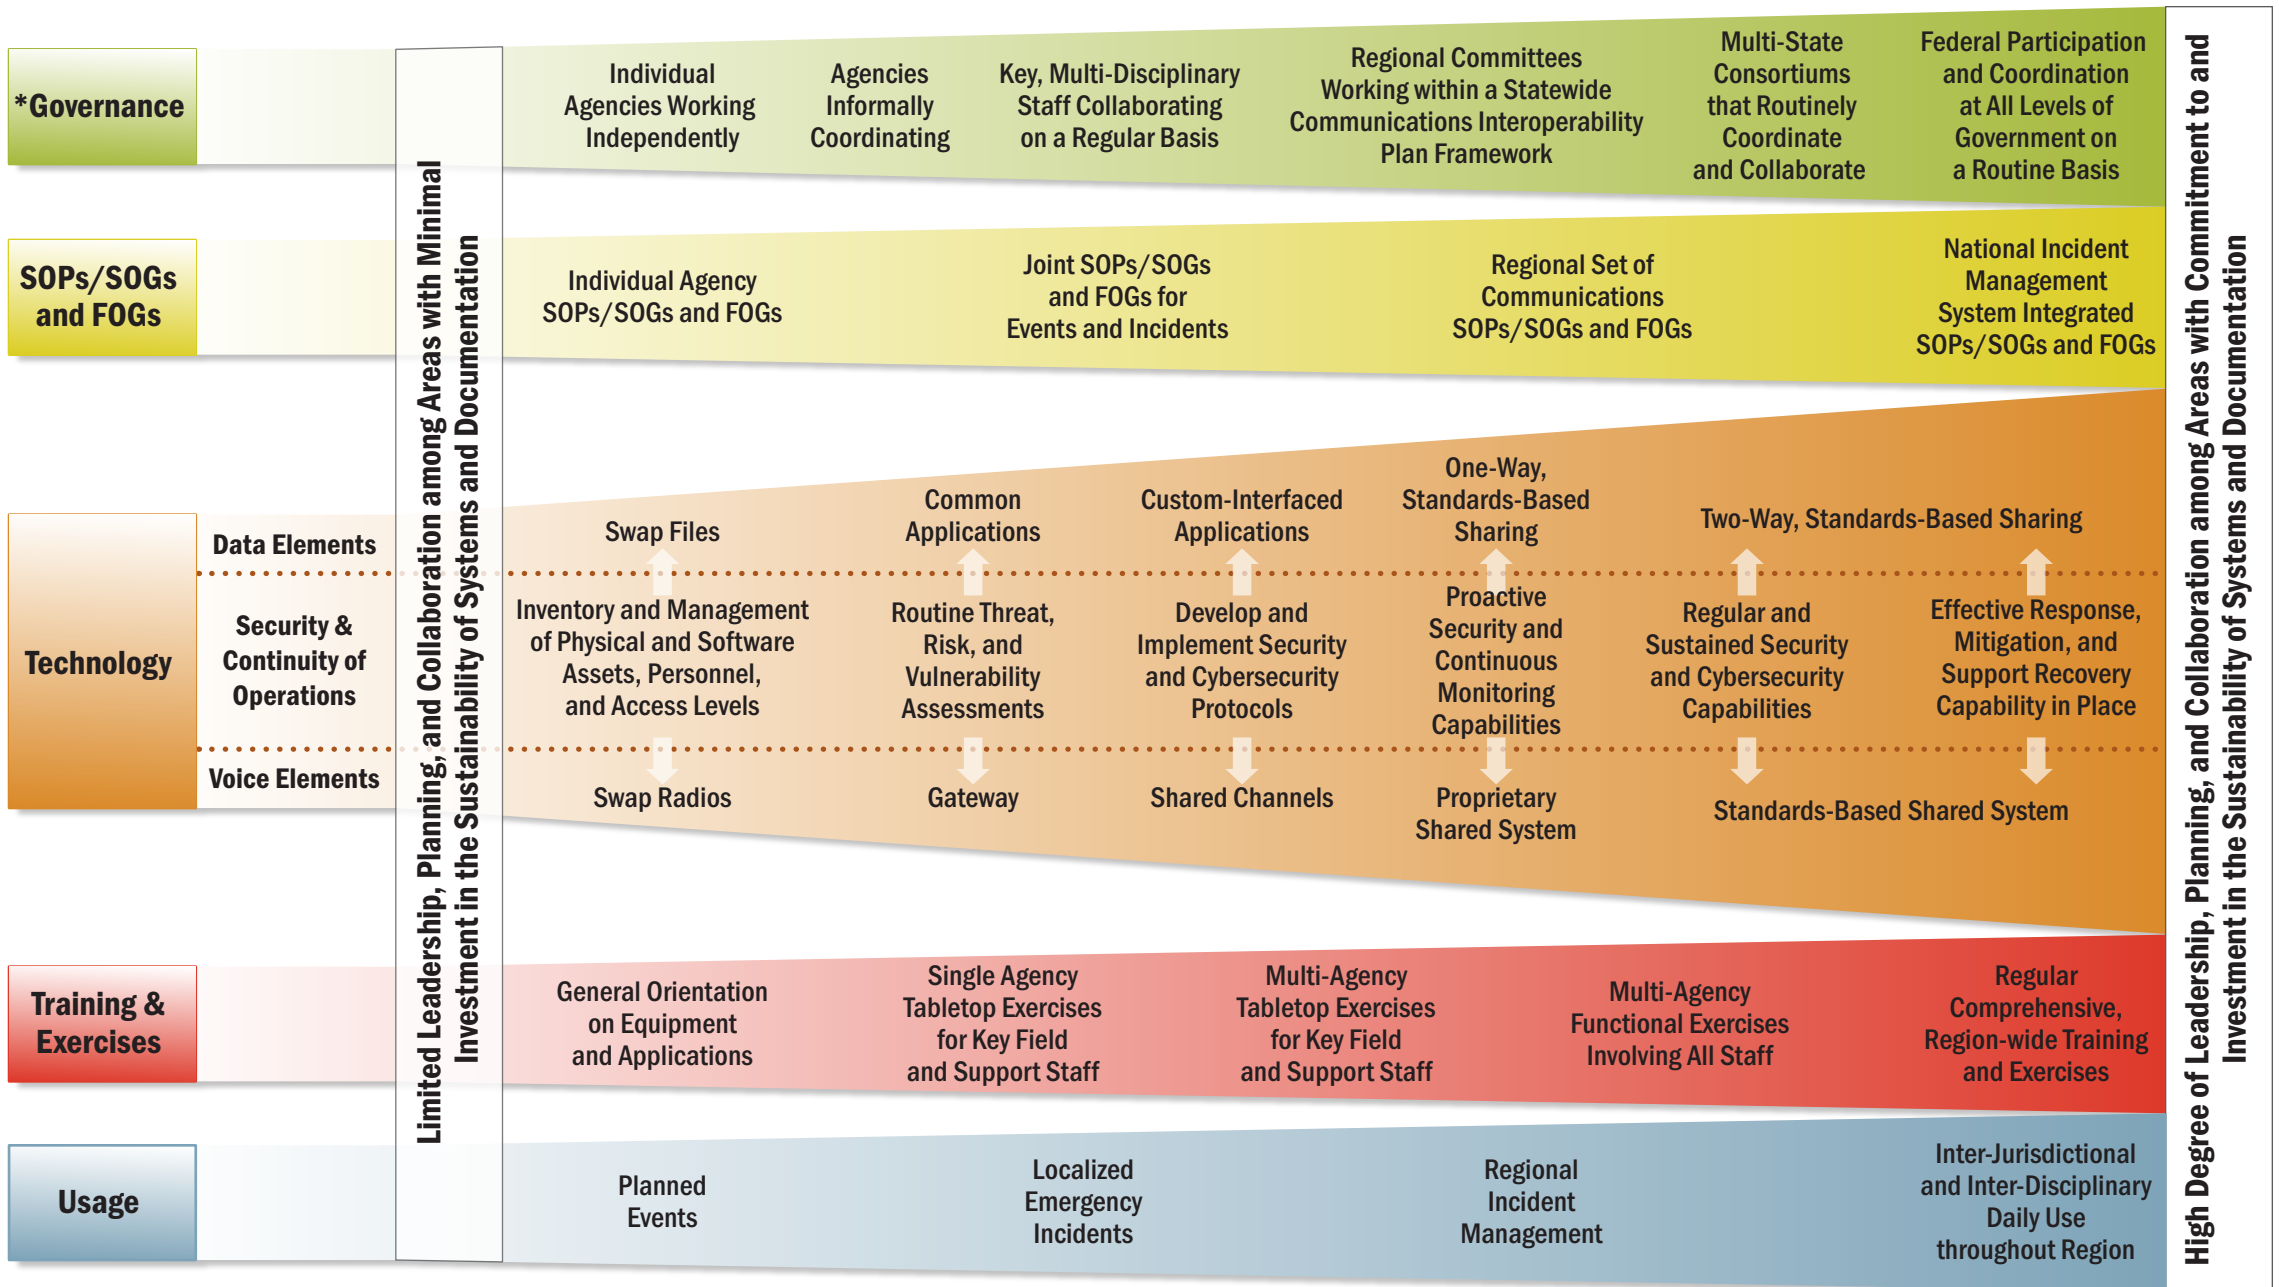 *Governance
Individual
Agencies Working
Independently
Agencies
Informally
Coordinating
Key, Multi-Disciplinary
Staff Collaborating
on a Regular Basis
Regional Committees
Working within a Statewide
Communications Interoperability
Plan Framework
Multi-State
Consortiums
that Routinely
Coordinate
and Collaborate
Federal Participation
and Coordination
at All Levels of
Government on
a Routine Basis
Limited Leadership, Planning, and Collaboration among Areas with Minimal
Investment in the Sustainability of Systems and Documentation
SOPs/SOGs
and FOGs
Individual Agency
SOPs/SOGs and FOGs
Joint SOPs/SOGs
and FOGs for
Events and Incidents
Regional Set of
Communications
SOPs/SOGs and FOGs
National Incident
Management
System Integrated
SOPs/SOGs and FOGs
Technology
Data Elements
Swap Files
Common
Applications
Custom-Interfaced
Applications
One-Way,
Standards-Based
Sharing
Two-Way, Standards-Based Sharing
Security &
Continuity of
Operations
Inventory and Management
of Physical and Software
Assets, Personnel,
and Access Levels
Routine Threat,
Risk, and
Vulnerability
Assessments
Develop and
Implement Security
and Cybersecurity
Protocols
Proactive
Security and
Continuous
Monitoring
Capabilities
Regular and
Sustained Security
and Cybersecurity
Capabilities
Effective Response,
Mitigation, and
Support Recovery
Capability in Place
Voice Elements
Swap Radios
Gateway
Shared Channels
Proprietary
Shared System
Standards-Based Shared System
Training &
Exercises
General Orientation
on Equipment
and Applications
Single Agency
Tabletop Exercises
for Key Field
and Support Staff
Multi-Agency
Tabletop Exercises
for Key Field
and Support Staff
Multi-Agency
Functional Exercises
Involving All Staff
Regular
Comprehensive,
Region-wide Training
and Exercises
Usage
Planned
Events
Localized
Emergency
Incidents
Regional
Incident
Management
Inter-Jurisdictional
and Inter-Disciplinary
Daily Use
throughout Region
High Degree of Leadership, Planning, and Collaboration among Areas with Commitment to and
Investment in the Sustainability of Systems and Documentation